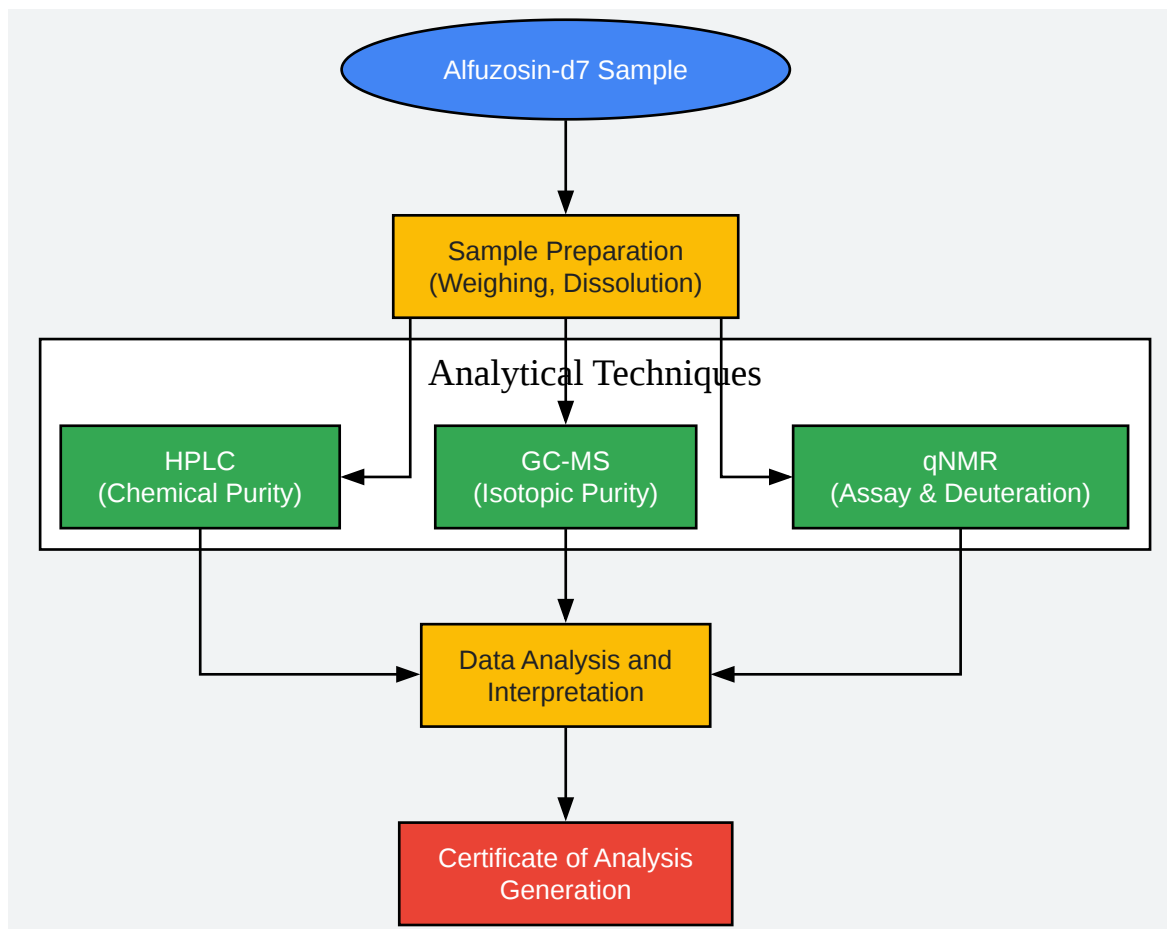 Alfuzosin-d7 Sample
Sample Preparation
(Weighing, Dissolution)
Analytical Techniques
HPLC
(Chemical Purity)
GC-MS
(Isotopic Purity)
qNMR
(Assay & Deuteration)
Data Analysis and
Interpretation
Certificate of Analysis
Generation